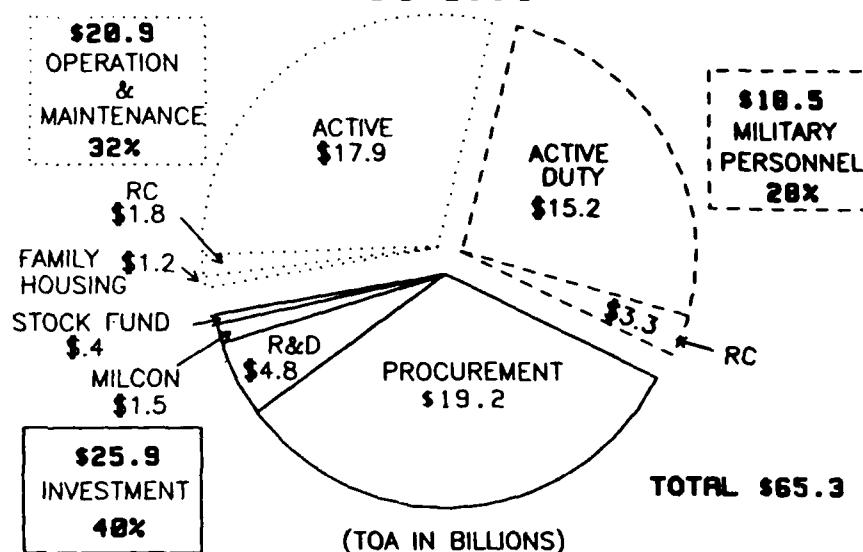 $20.9
OPERATION
&
MAINTENANCE
32%
ACTIVE
$17.9
ACTIVE
DUTY
$15.2
$18.5
MILITARY
PERSONNEL
28%
RC
$1.8
FAMILY $1.2
HOUSING
STOCK FUND
$.4
MILCON
$1.5
R&D
$4.8
PROCUREMENT
$19.2
$3.3
RC
$25.9
INVESTMENT
40%
TOTAL $65.3
(TOA IN BILLIONS)